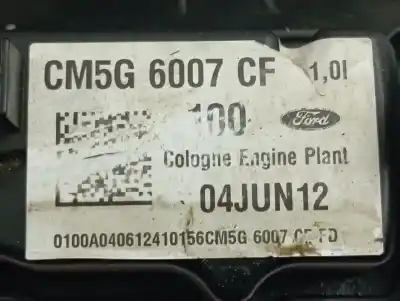 CM5G 6007 CF 1,0l
100 Ford
Cologne Engine Plant
04JUN12
0100A040612410156CM5G 6007 CF FD